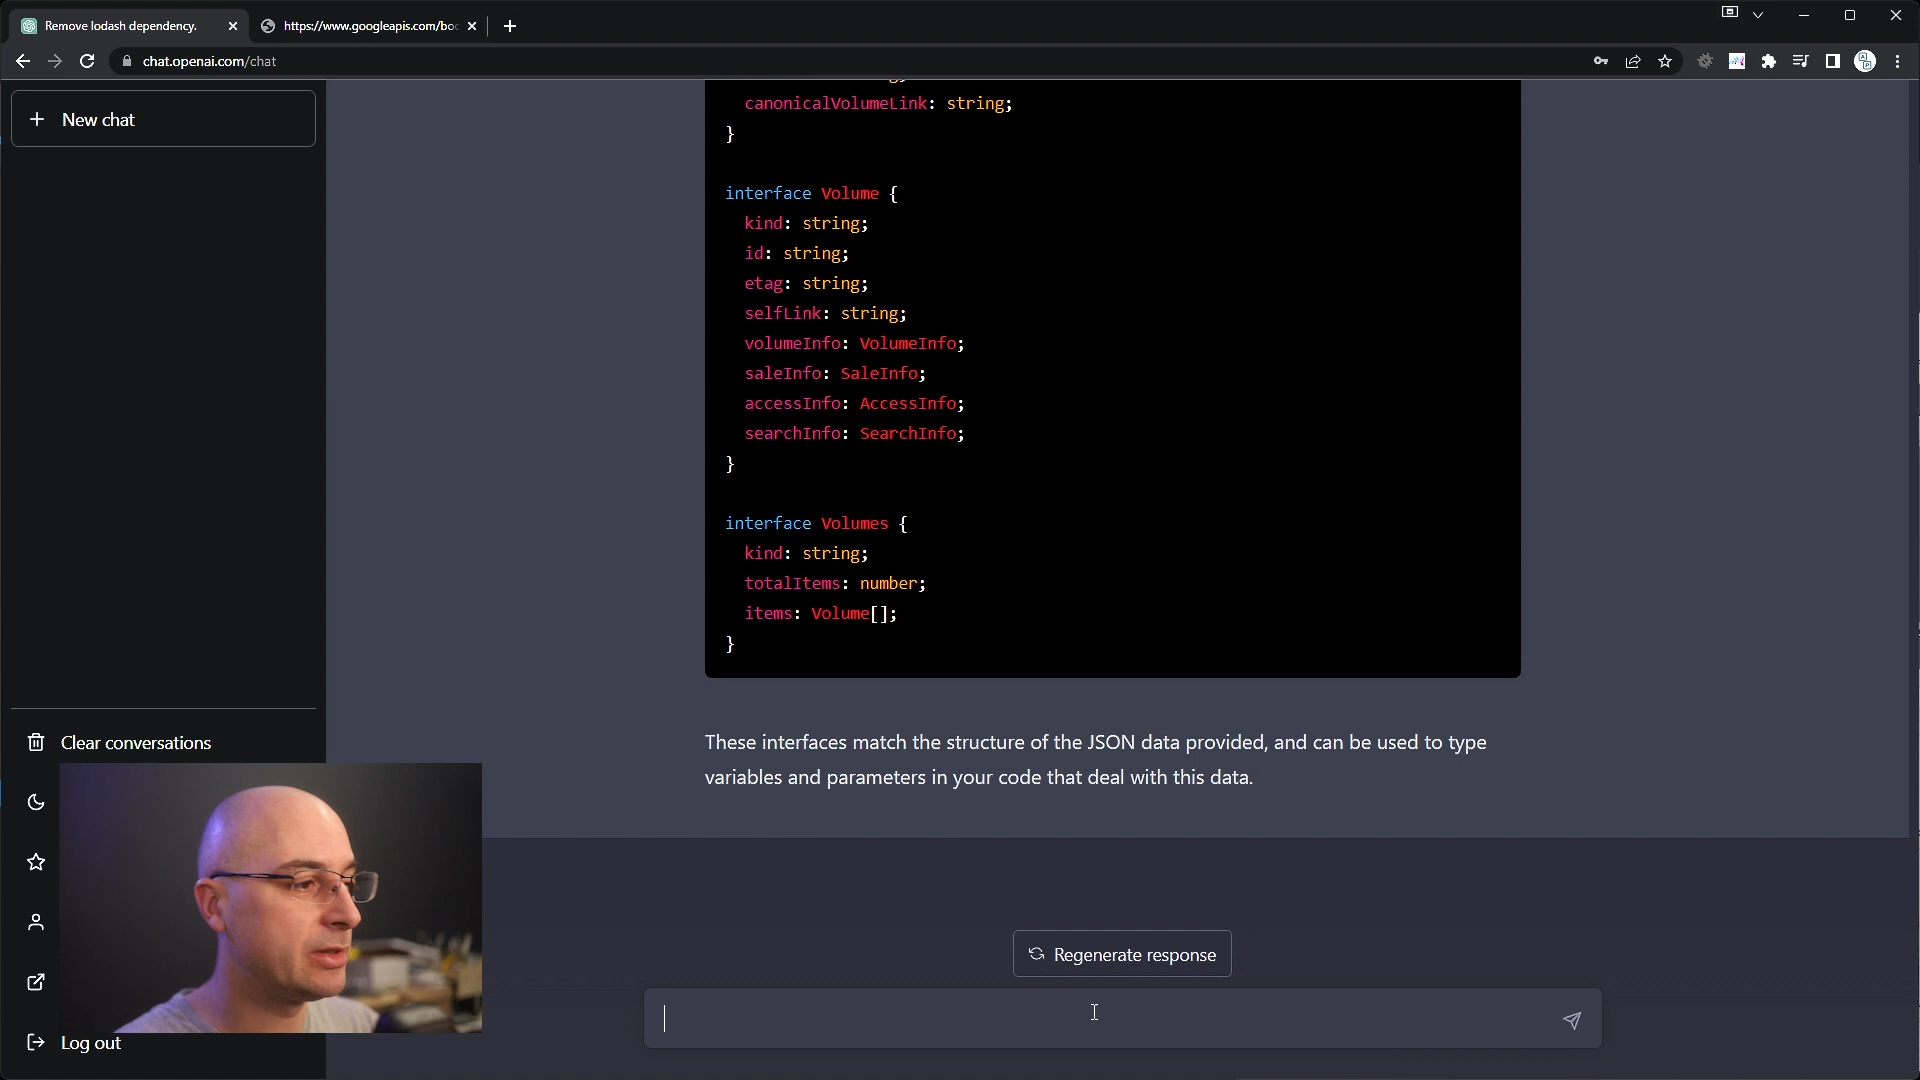 Remove lodash dependency.
https://www.googleapis.com/boo
chat.openai.com/chat
New chat
canonicalVolumeLink: string;
}
interface Volume {
kind: string;
id: string;
etag: string;
selfLink: string;
volumeInfo: VolumeInfo;
saleInfo: SaleInfo;
accessInfo: AccessInfo;
searchInfo: SearchInfo;
}
interface Volumes {
kind: string;
totalItems: number;
items: Volume[];
}
These interfaces match the structure of the JSON data provided, and can be used to type
variables and parameters in your code that deal with this data.
Clear conversations
Log out
Regenerate response